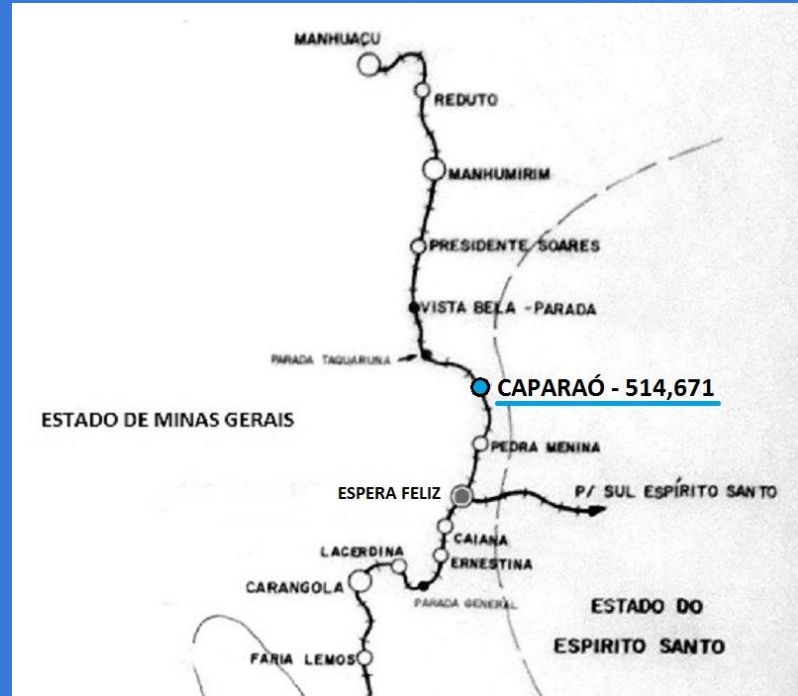 MANHUAÇU
REDUTO
MANHUMIRIM
PRESIDENTE SOARES
VISTA BELA - PARADA
PARADA TAQUARUNA
CAPARAÓ - 514,671
ESTADO DE MINAS GERAIS
PEDRA MENINA
ESPERA FELIZ
P/ SUL ESPÍRITO SANTO
CAIANA
LACERDINA
ERNESTINA
CARANGOLA
PARADA GENERAL
ESTADO DO
ESPIRITO SANTO
FARIA LEMOS